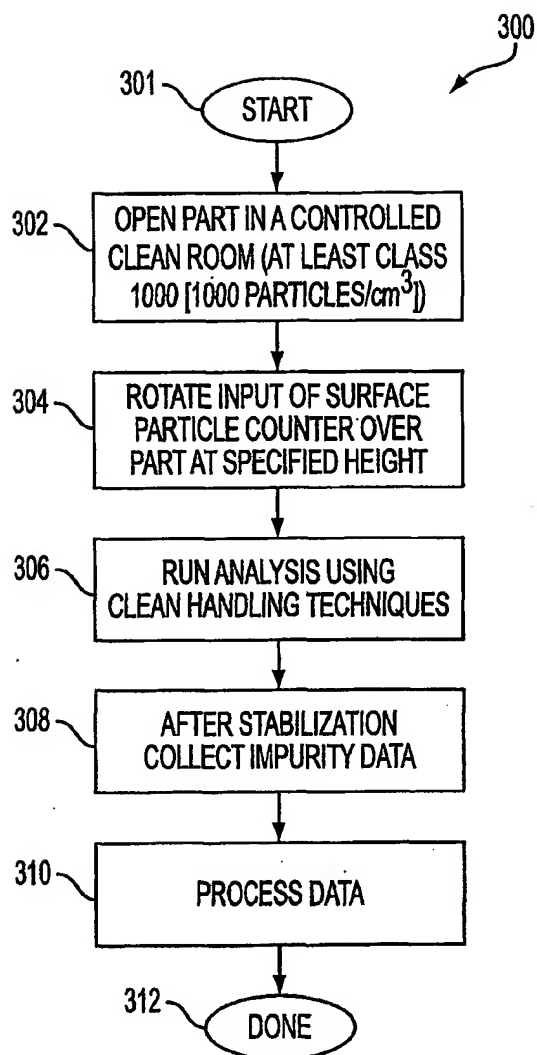 300
301
START
302
OPEN PART IN A CONTROLLED
CLEAN ROOM (AT LEAST CLASS
1000 [1000 PARTICLES/cm³])
304
ROTATE INPUT OF SURFACE
PARTICLE COUNTER OVER
PART AT SPECIFIED HEIGHT
306
RUN ANALYSIS USING
CLEAN HANDLING TECHNIQUES
308
AFTER STABILIZATION
COLLECT IMPURITY DATA
310
PROCESS DATA
312
DONE